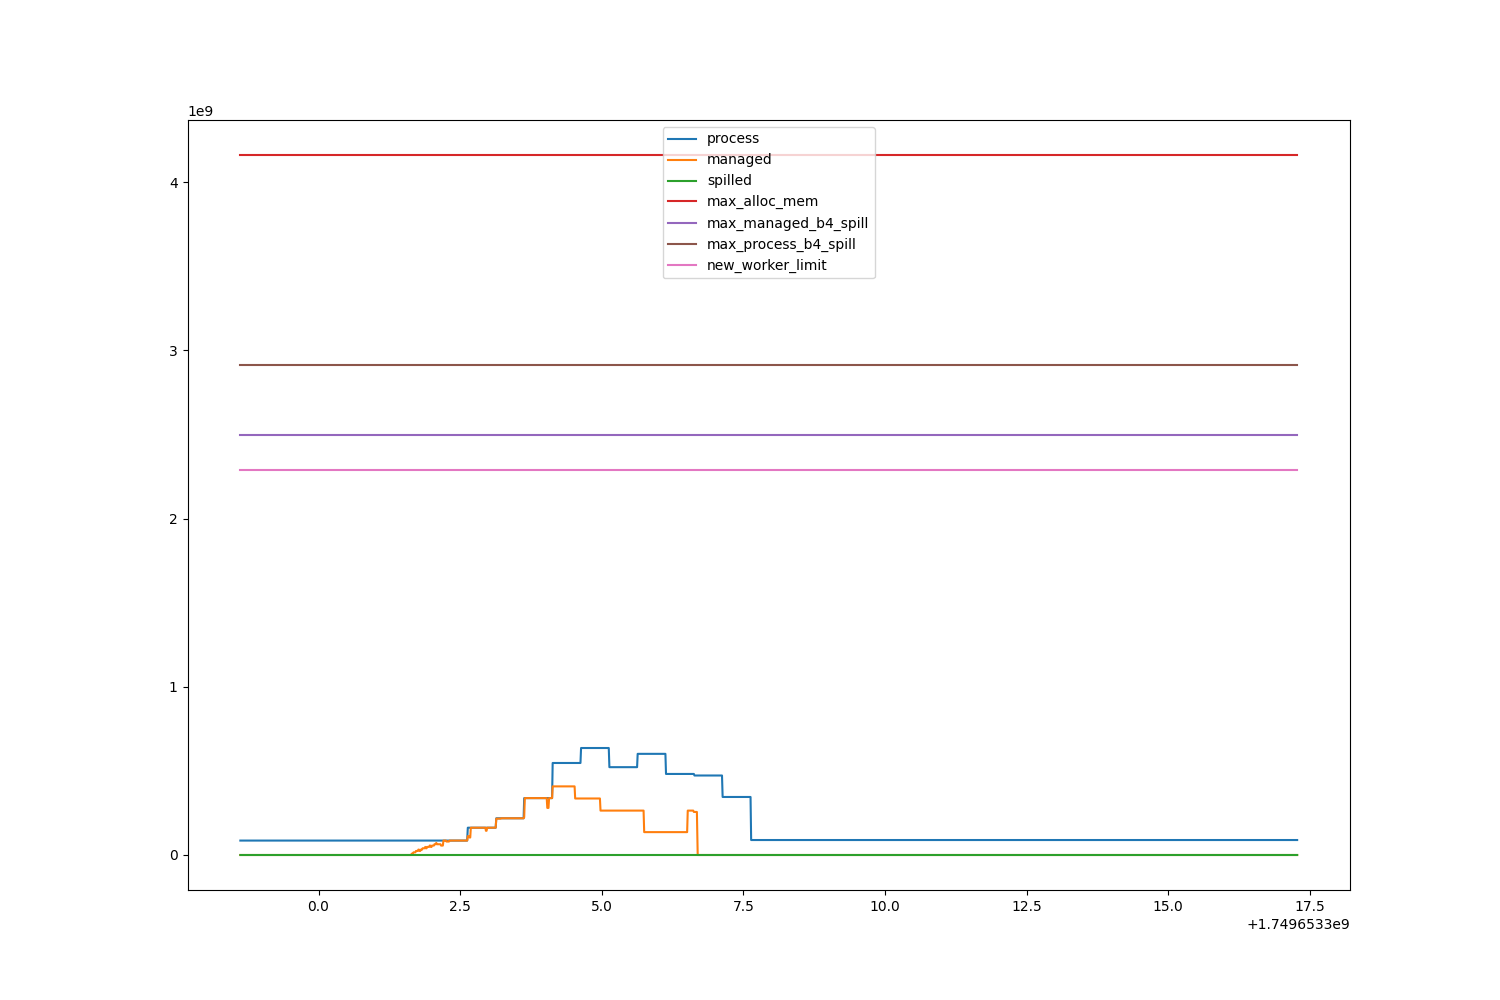 1e9
process
managed
spilled
max_alloc_mem
max_managed_b4_spill
max_process_b4_spill
new_worker_limit
4
3
2
1
0
0.0 2.5 5.0 7.5 10.0 12.5 15.0 17.5
+1.7496533e9